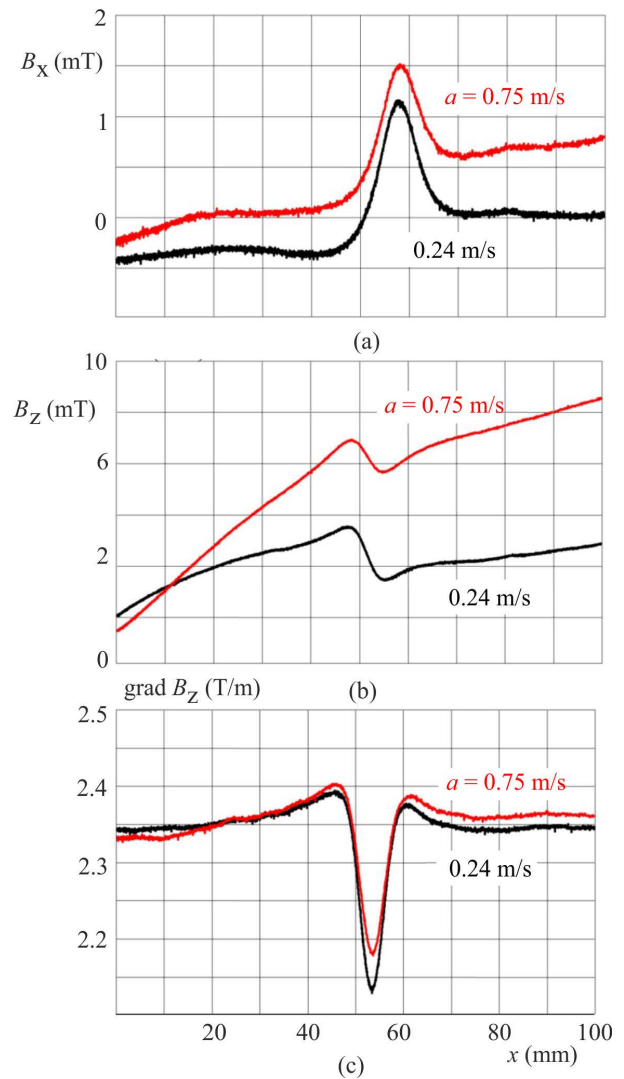 2
B_X (mT)
a = 0.75 m/s
1
0
0.24 m/s
(a)
10
B_Z (mT)
a = 0.75 m/s
6
2
0.24 m/s
0
grad B_Z (T/m)
(b)
2.5
a = 0.75 m/s
2.4
0.24 m/s
2.3
2.2
20 40 60 80 100
x (mm)
(c)